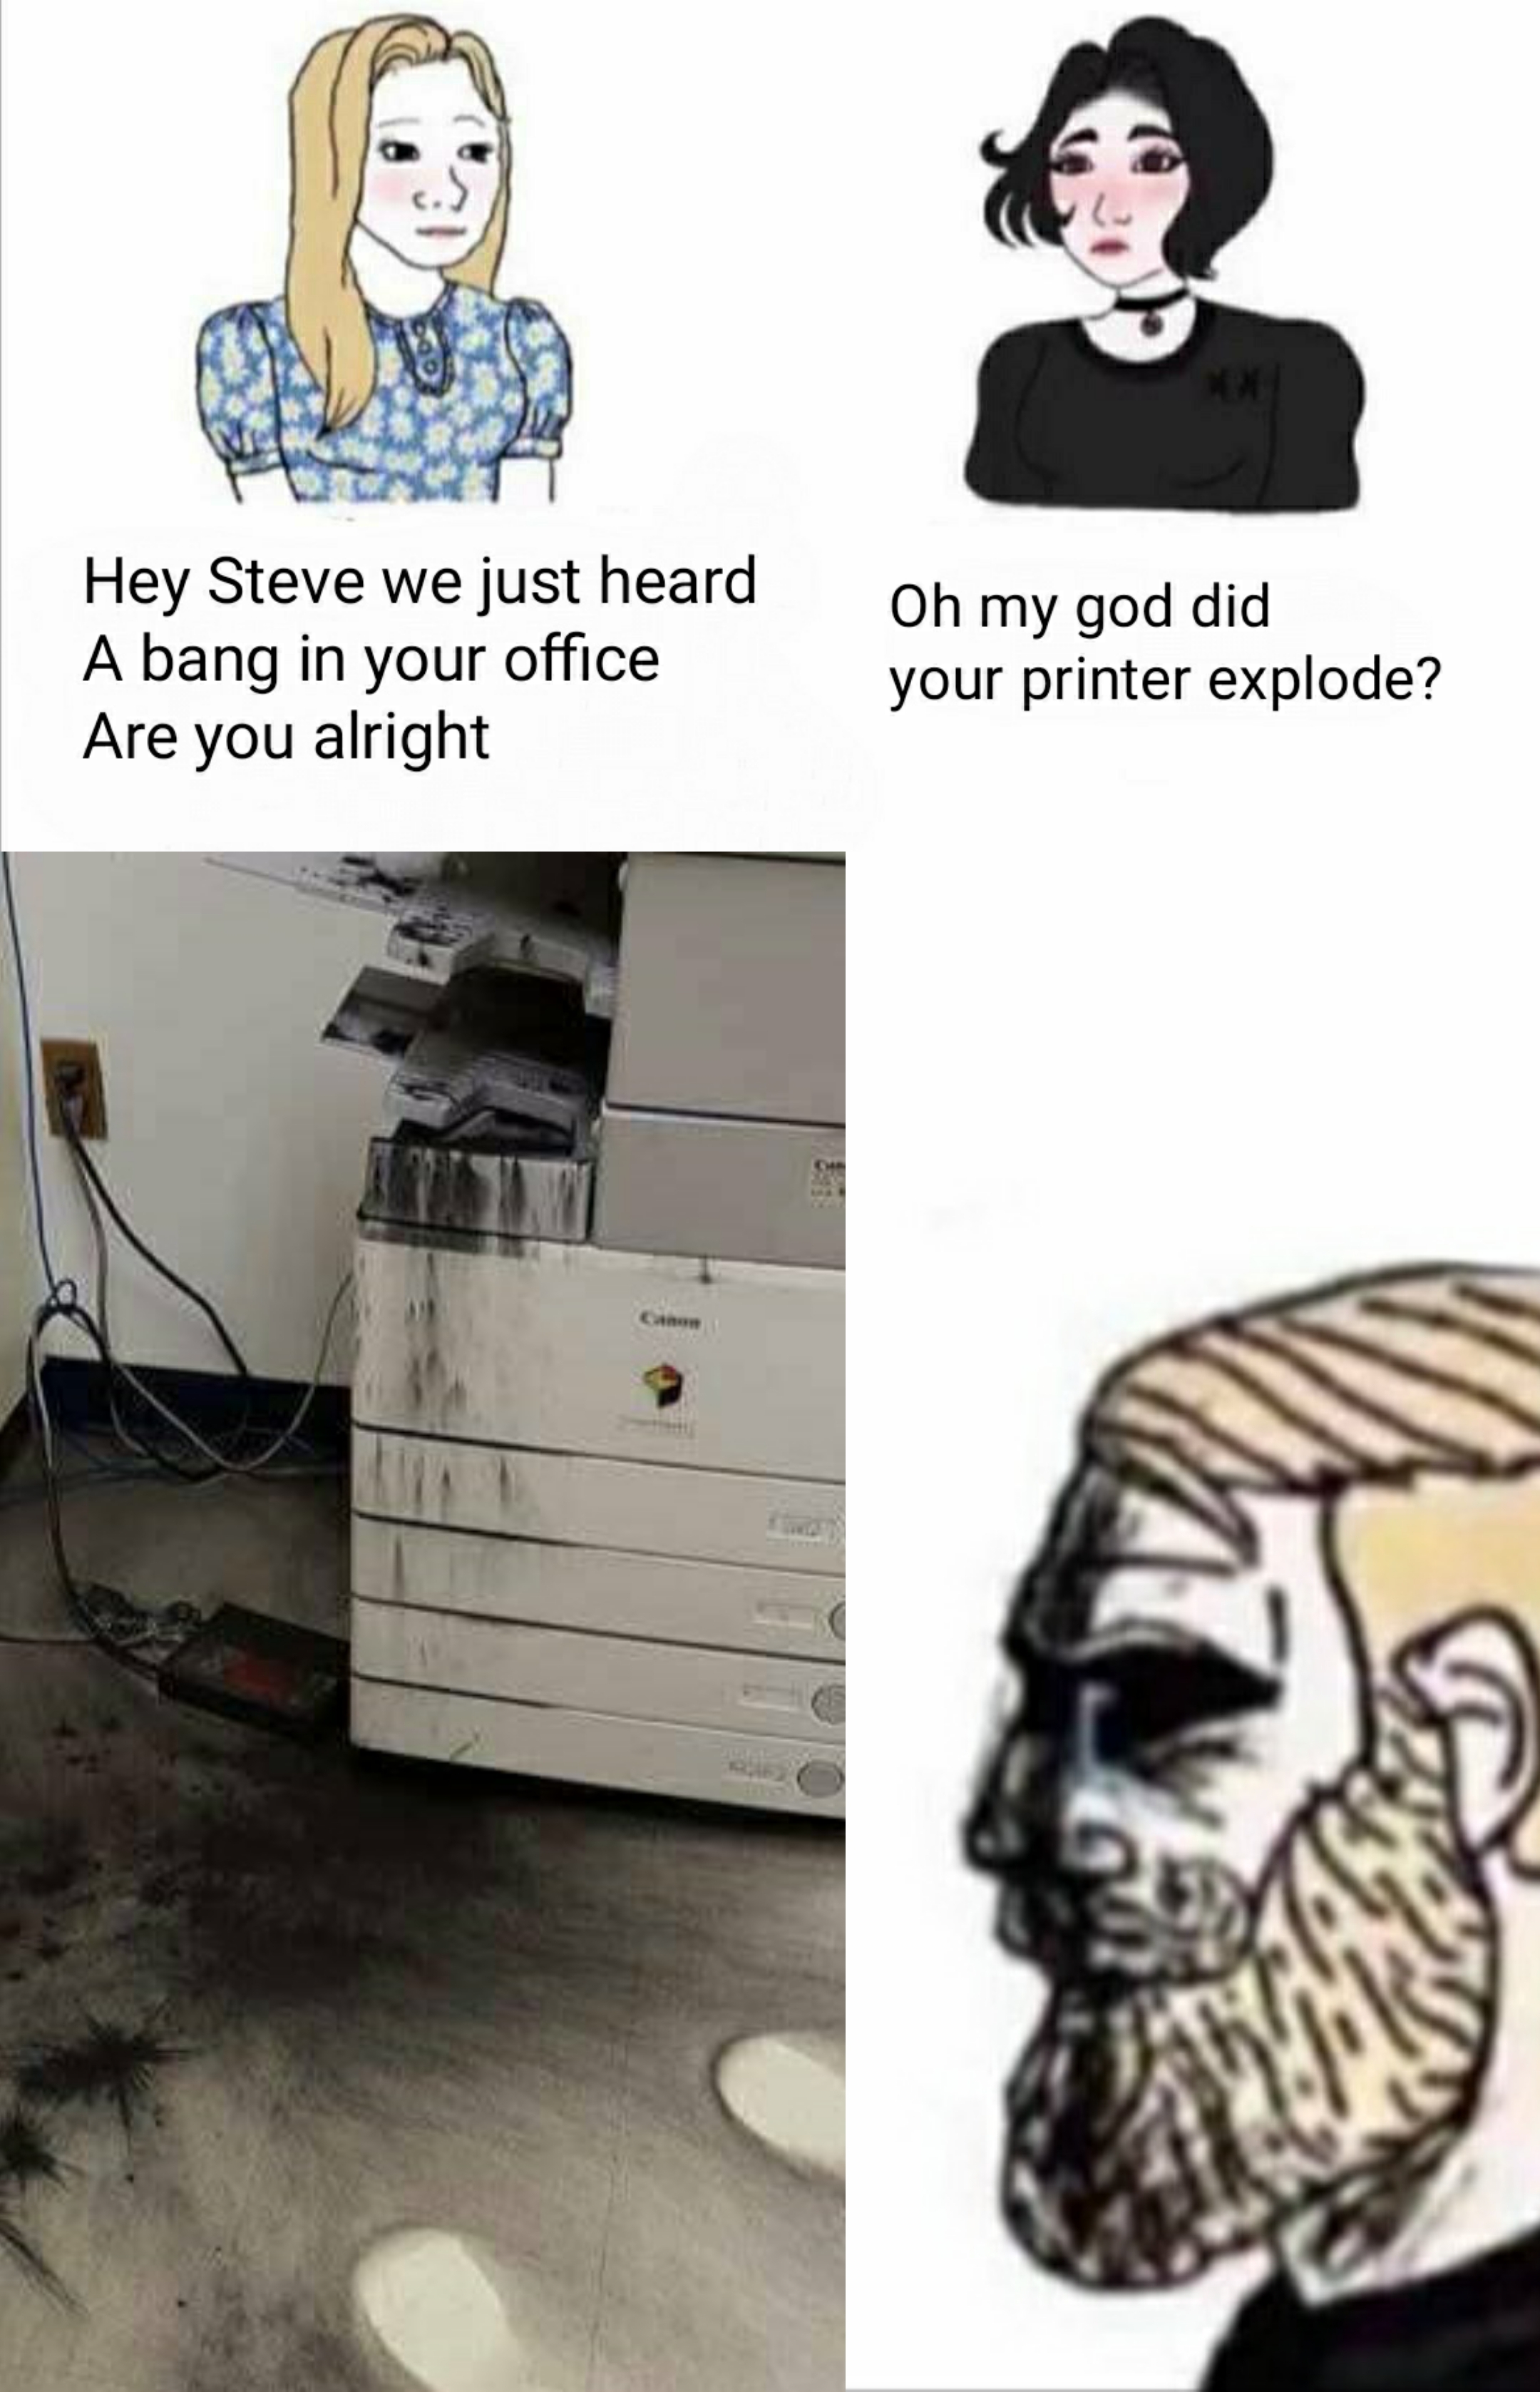 Hey Steve we just heard
A bang in your office
Are you alright
Oh my god did
your printer explode?
Canon